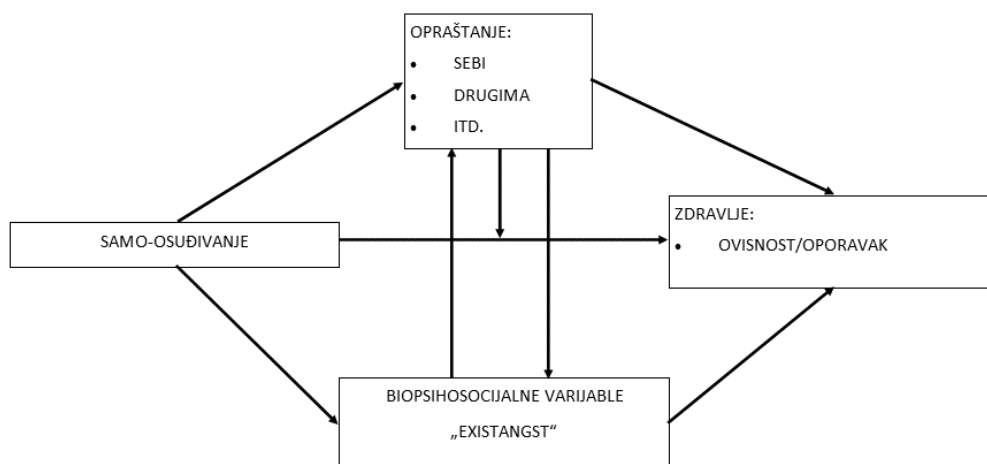 OPRAŠTANJE:
• SEBI
• DRUGIMA
• ITD.
SAMO-OSUĐIVANJE
ZDRAVLJE:
• OVISNOST/OPORAVAK
BIOPSIHOSOCIJALNE VARIJABLE
„EXISTANGST“